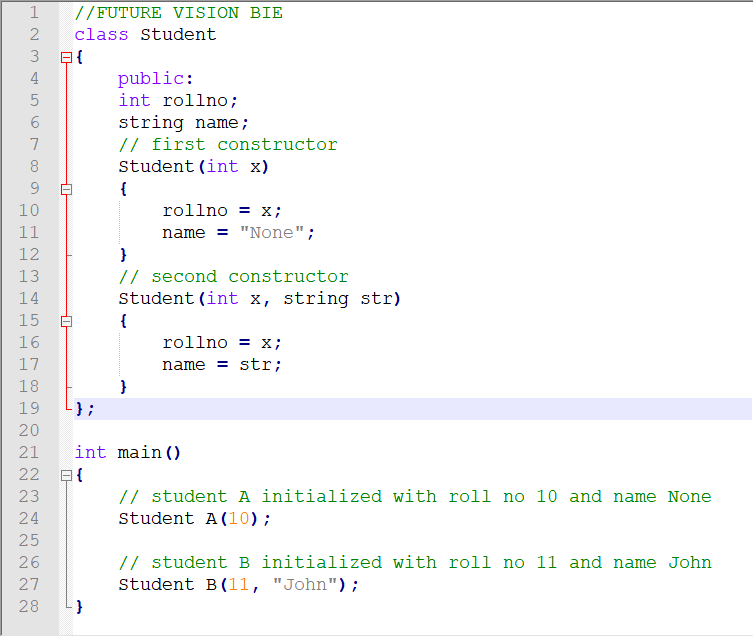 1 //FUTURE VISION BIE
2 class Student
3 {
4 public:
5 int rollno;
6 string name;
7 // first constructor
8 Student(int x)
9 {
10 rollno = x;
11 name = "None";
12 }
13 // second constructor
14 Student(int x, string str)
15 {
16 rollno = x;
17 name = str;
18 }
19 };
20
21 int main()
22 {
23 // student A initialized with roll no 10 and name None
24 Student A(10);
25
26 // student B initialized with roll no 11 and name John
27 Student B(11, "John");
28 }